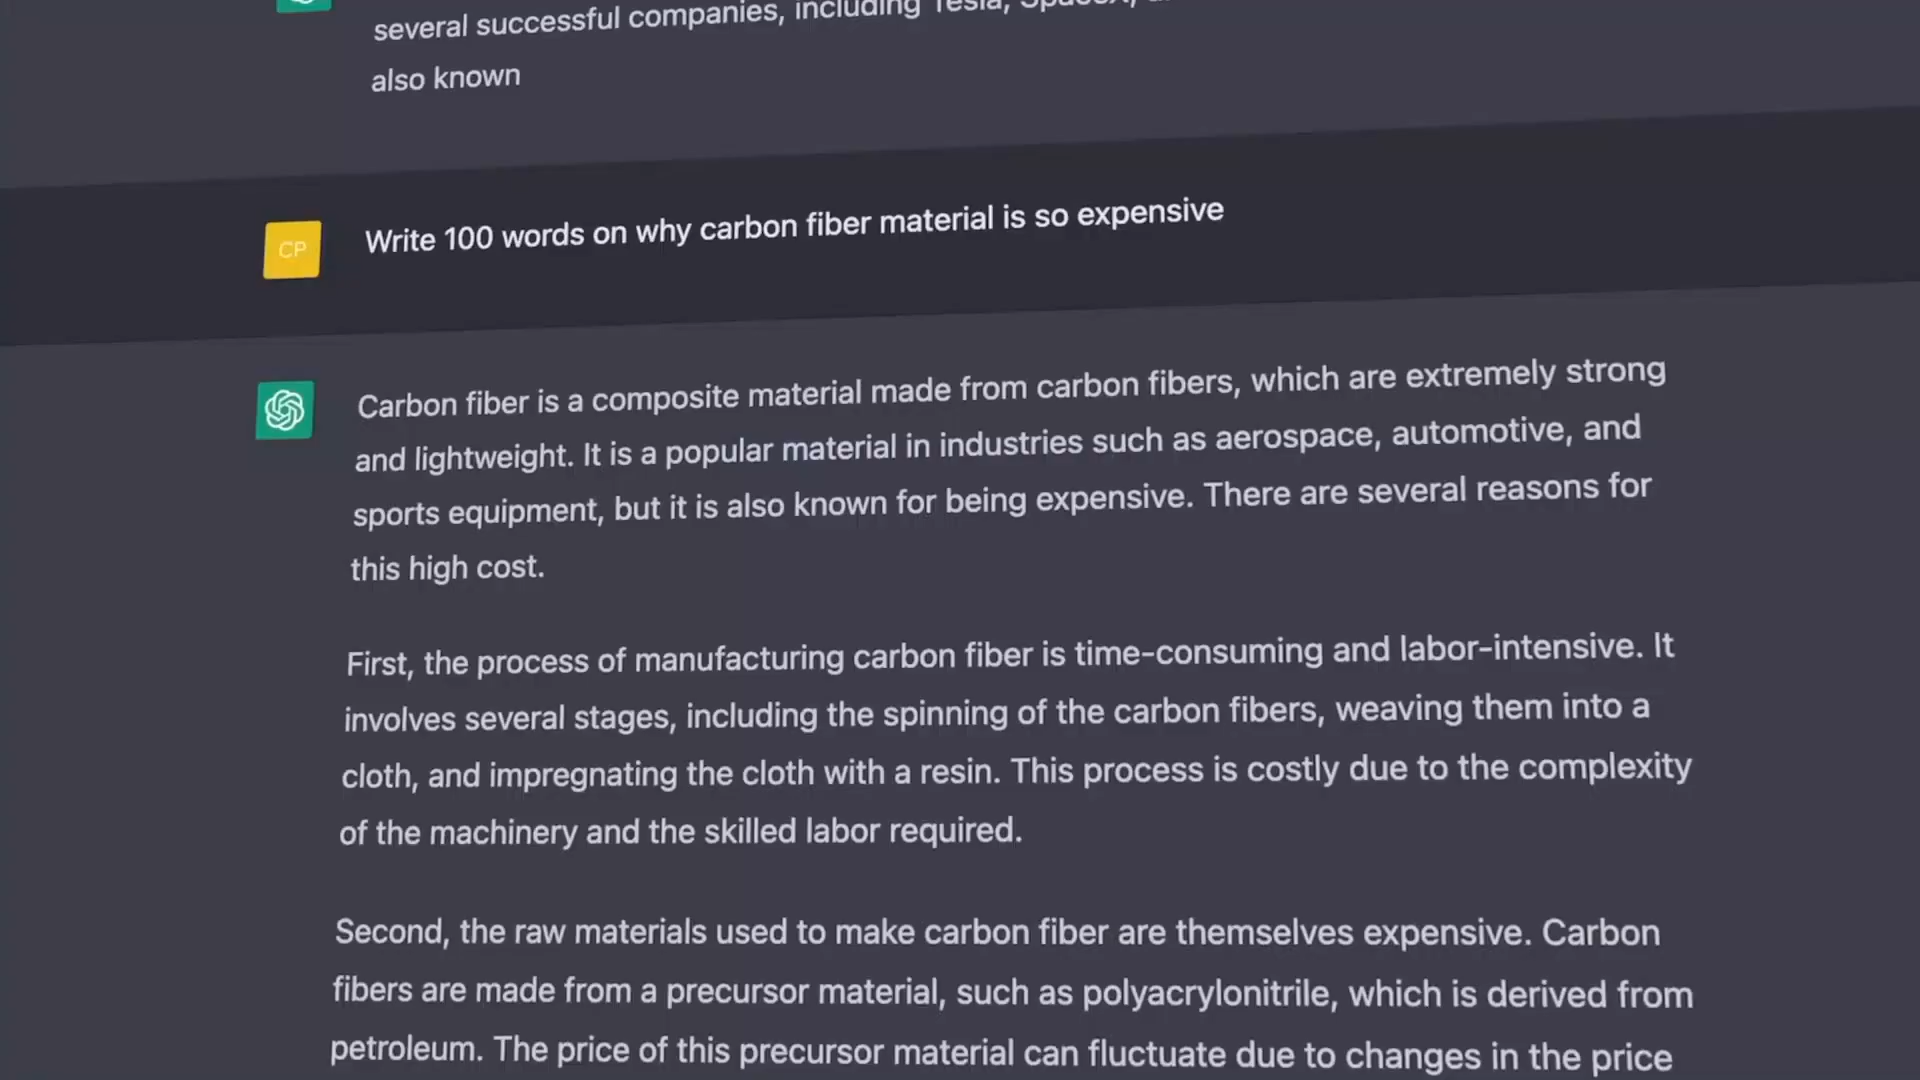 several successful companies, including Tesla, SpaceX,
also known
CP
Write 100 words on why carbon fiber material is so expensive
Carbon fiber is a composite material made from carbon fibers, which are extremely strong
and lightweight. It is a popular material in industries such as aerospace, automotive, and
sports equipment, but it is also known for being expensive. There are several reasons for
this high cost.
First, the process of manufacturing carbon fiber is time-consuming and labor-intensive. It
involves several stages, including the spinning of the carbon fibers, weaving them into a
cloth, and impregnating the cloth with a resin. This process is costly due to the complexity
of the machinery and the skilled labor required.
Second, the raw materials used to make carbon fiber are themselves expensive. Carbon
fibers are made from a precursor material, such as polyacrylonitrile, which is derived from
petroleum. The price of this precursor material can fluctuate due to changes in the price